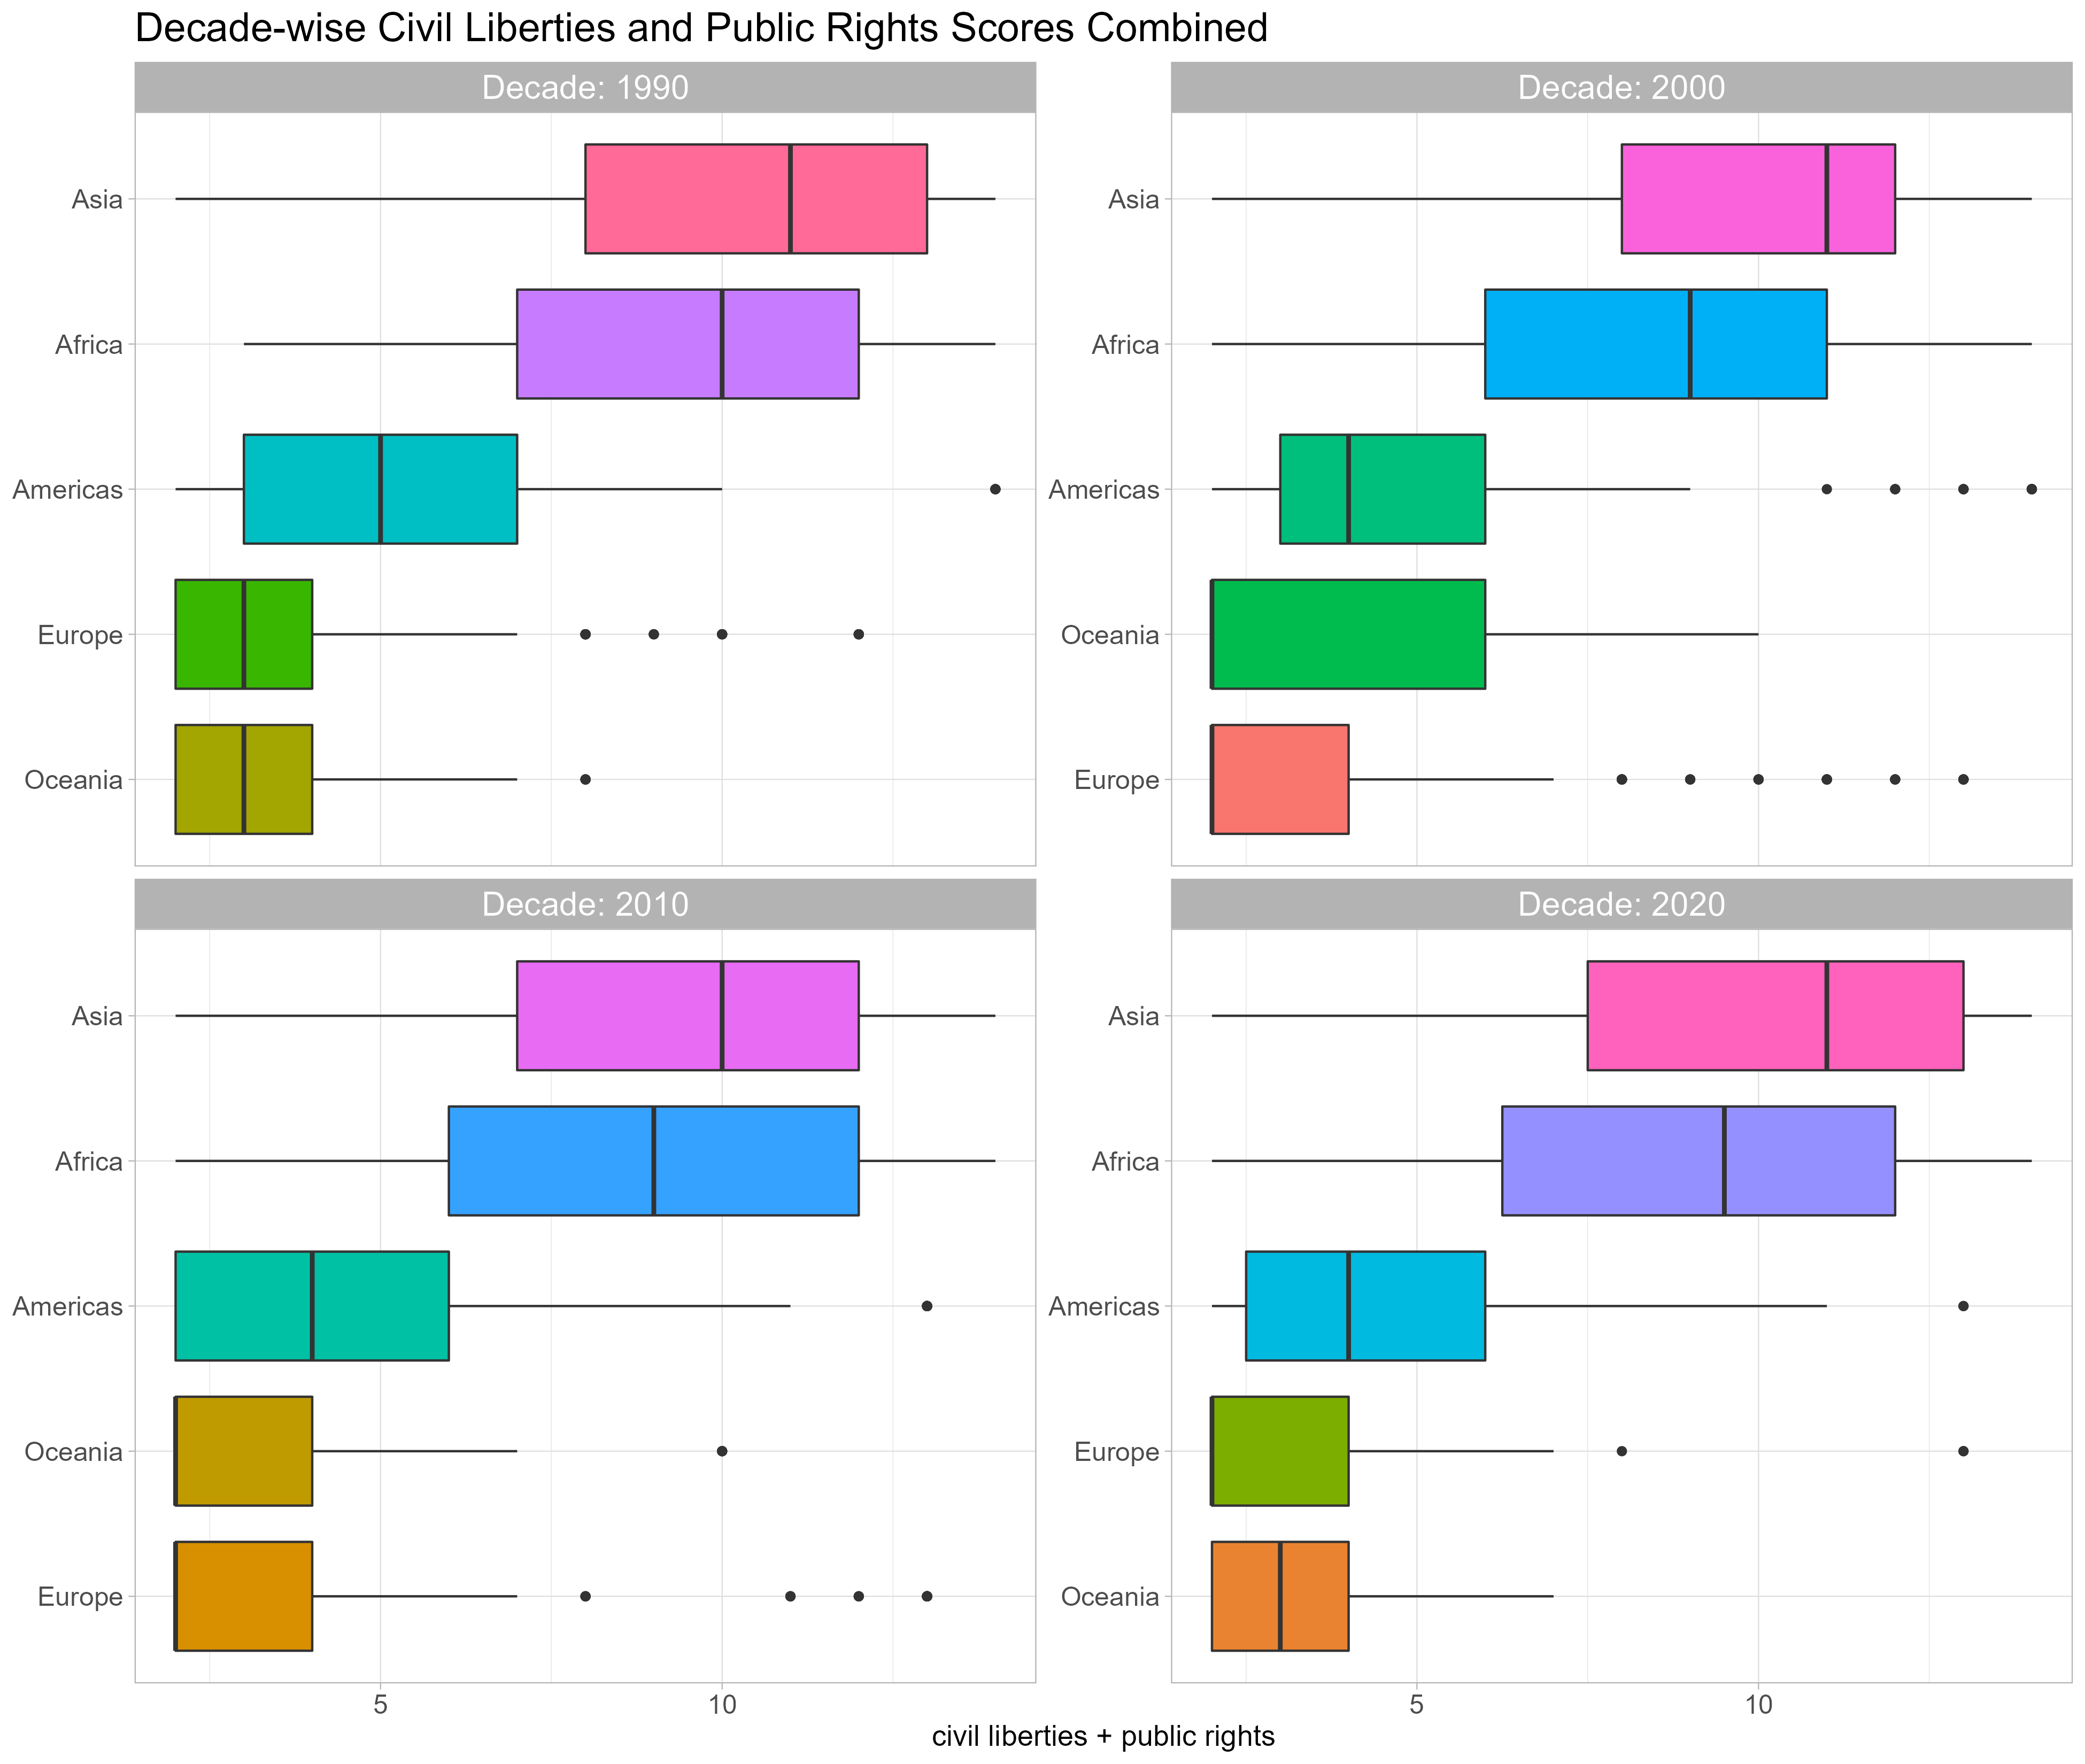 Decade-wise Civil Liberties and Public Rights Scores Combined
Decade: 1990
Asia
Africa
Americas
Europe
Oceania
Decade: 2000
Asia
Africa
Americas
Oceania
Europe
Decade: 2010
Asia
Africa
Americas
Oceania
Europe
5
10
Decade: 2020
Asia
Africa
Americas
Europe
Oceania
5
10
civil liberties + public rights